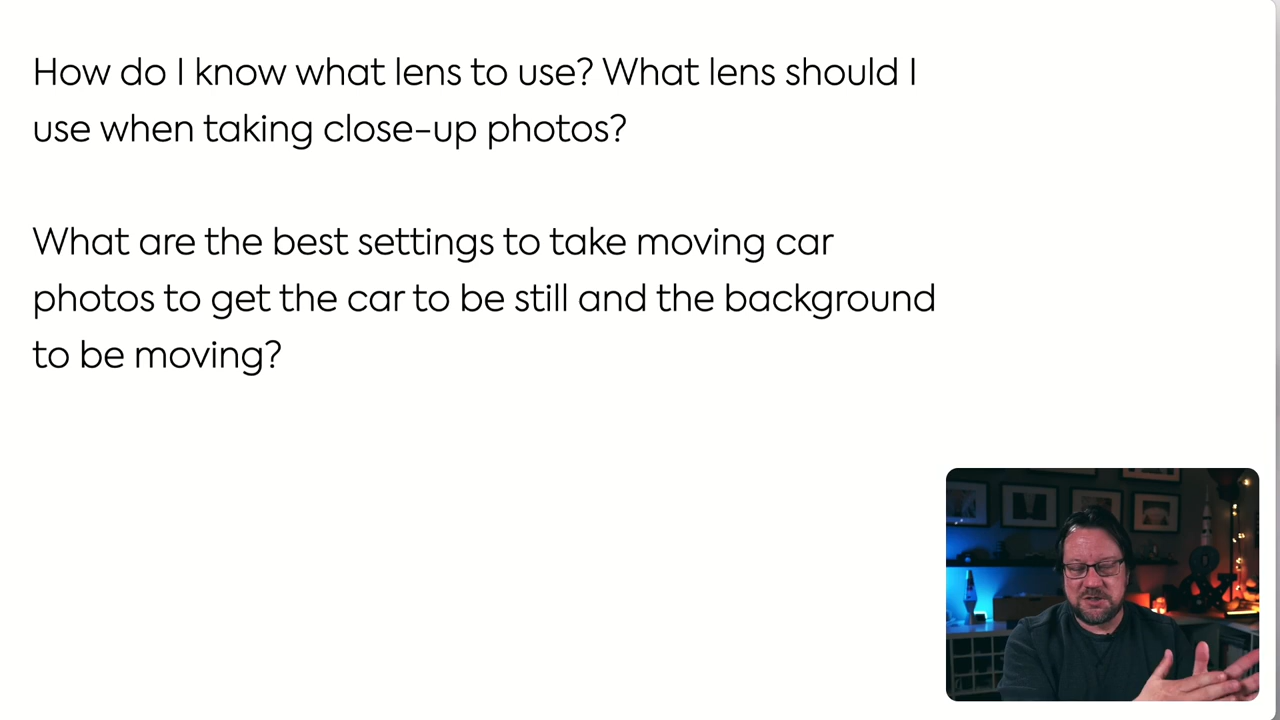 How do I know what lens to use? What lens should I
use when taking close-up photos?
What are the best settings to take moving car
photos to get the car to be still and the background
to be moving?